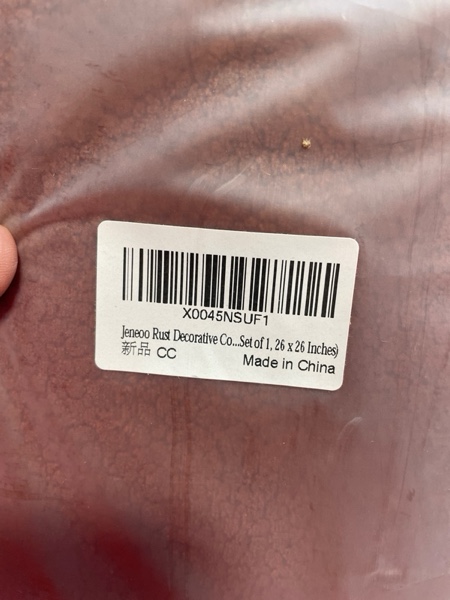 X0045NSUF1
Jeneoo Rust Decorative Co...Set of 1, 26 x 26 Inches)
新品 CC
Made in China